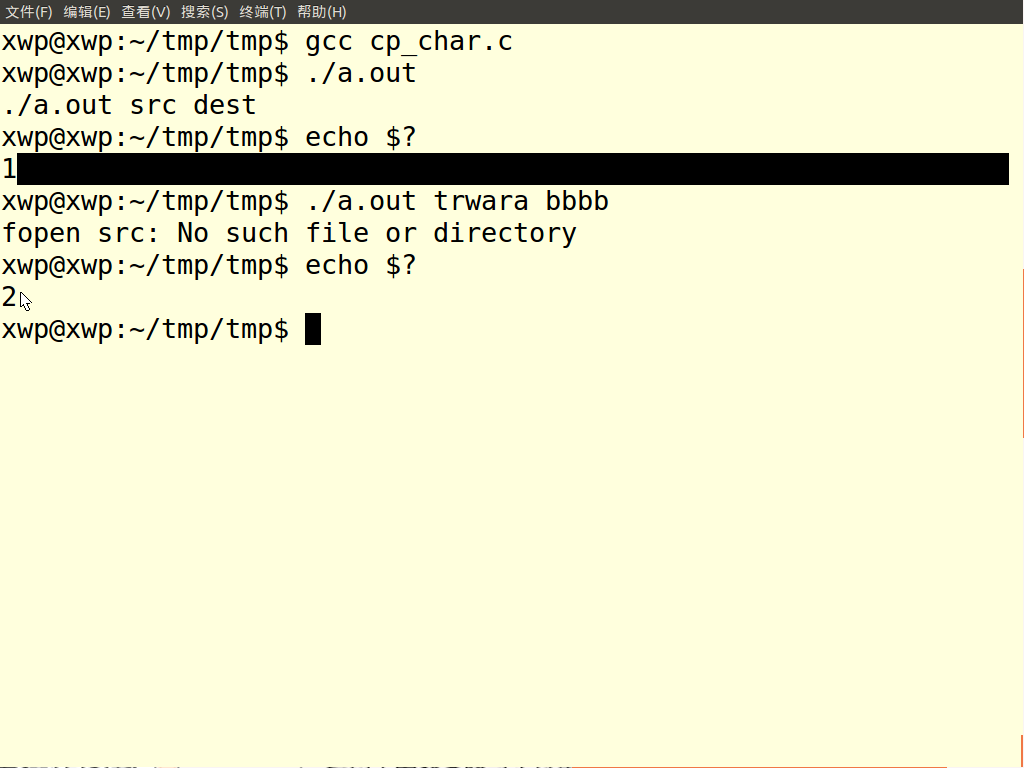 文件(F) 编辑(E) 查看(V) 搜索(S) 终端(T) 帮助(H)
xwp@xwp:~/tmp/tmp$ gcc cp_char.c
xwp@xwp:~/tmp/tmp$ ./a.out
./a.out src dest
xwp@xwp:~/tmp/tmp$ echo $?
1
xwp@xwp:~/tmp/tmp$ ./a.out trwara bbbb
fopen src: No such file or directory
xwp@xwp:~/tmp/tmp$ echo $?
2
xwp@xwp:~/tmp/tmp$